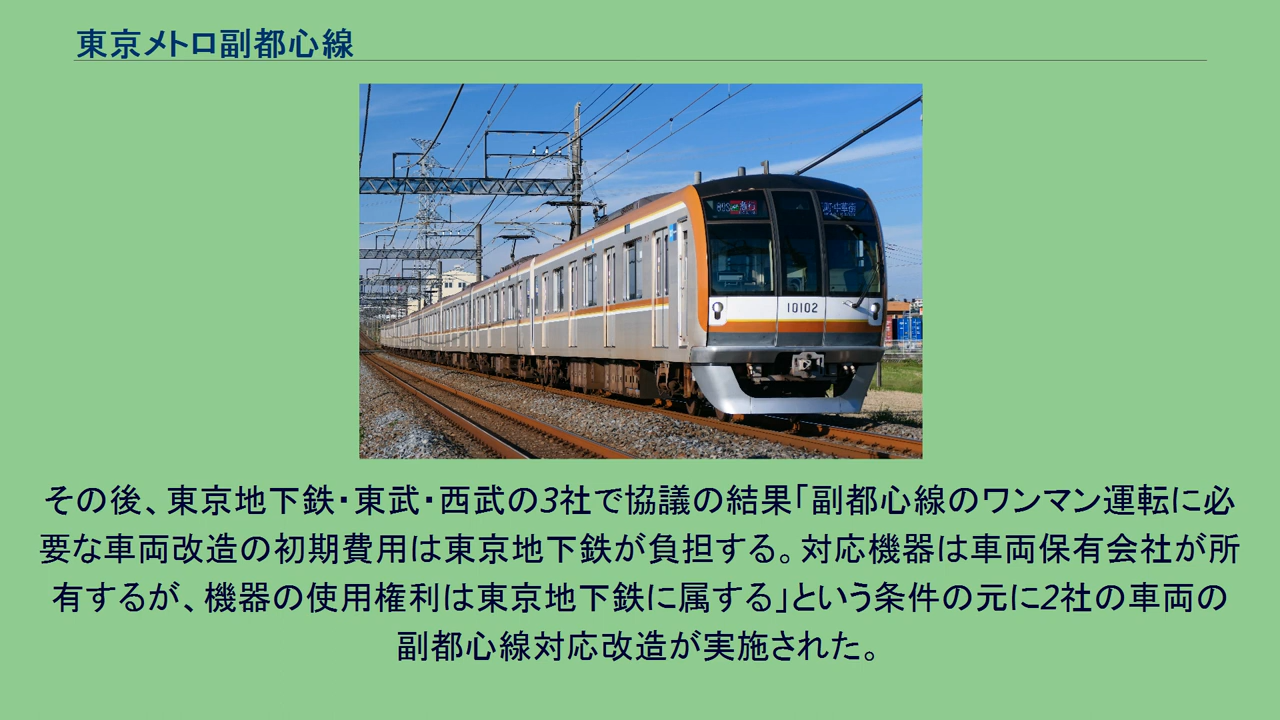 東京メトロ副都心線
10102
その後、東京地下鉄・東武・西武の3社で協議の結果「副都心線のワンマン運転に必
要な車両改造の初期費用は東京地下鉄が負担する。対応機器は車両保有会社が所
有するが、機器の使用権利は東京地下鉄に属する」という条件の元に2社の車両の
副都心線対応改造が実施された。